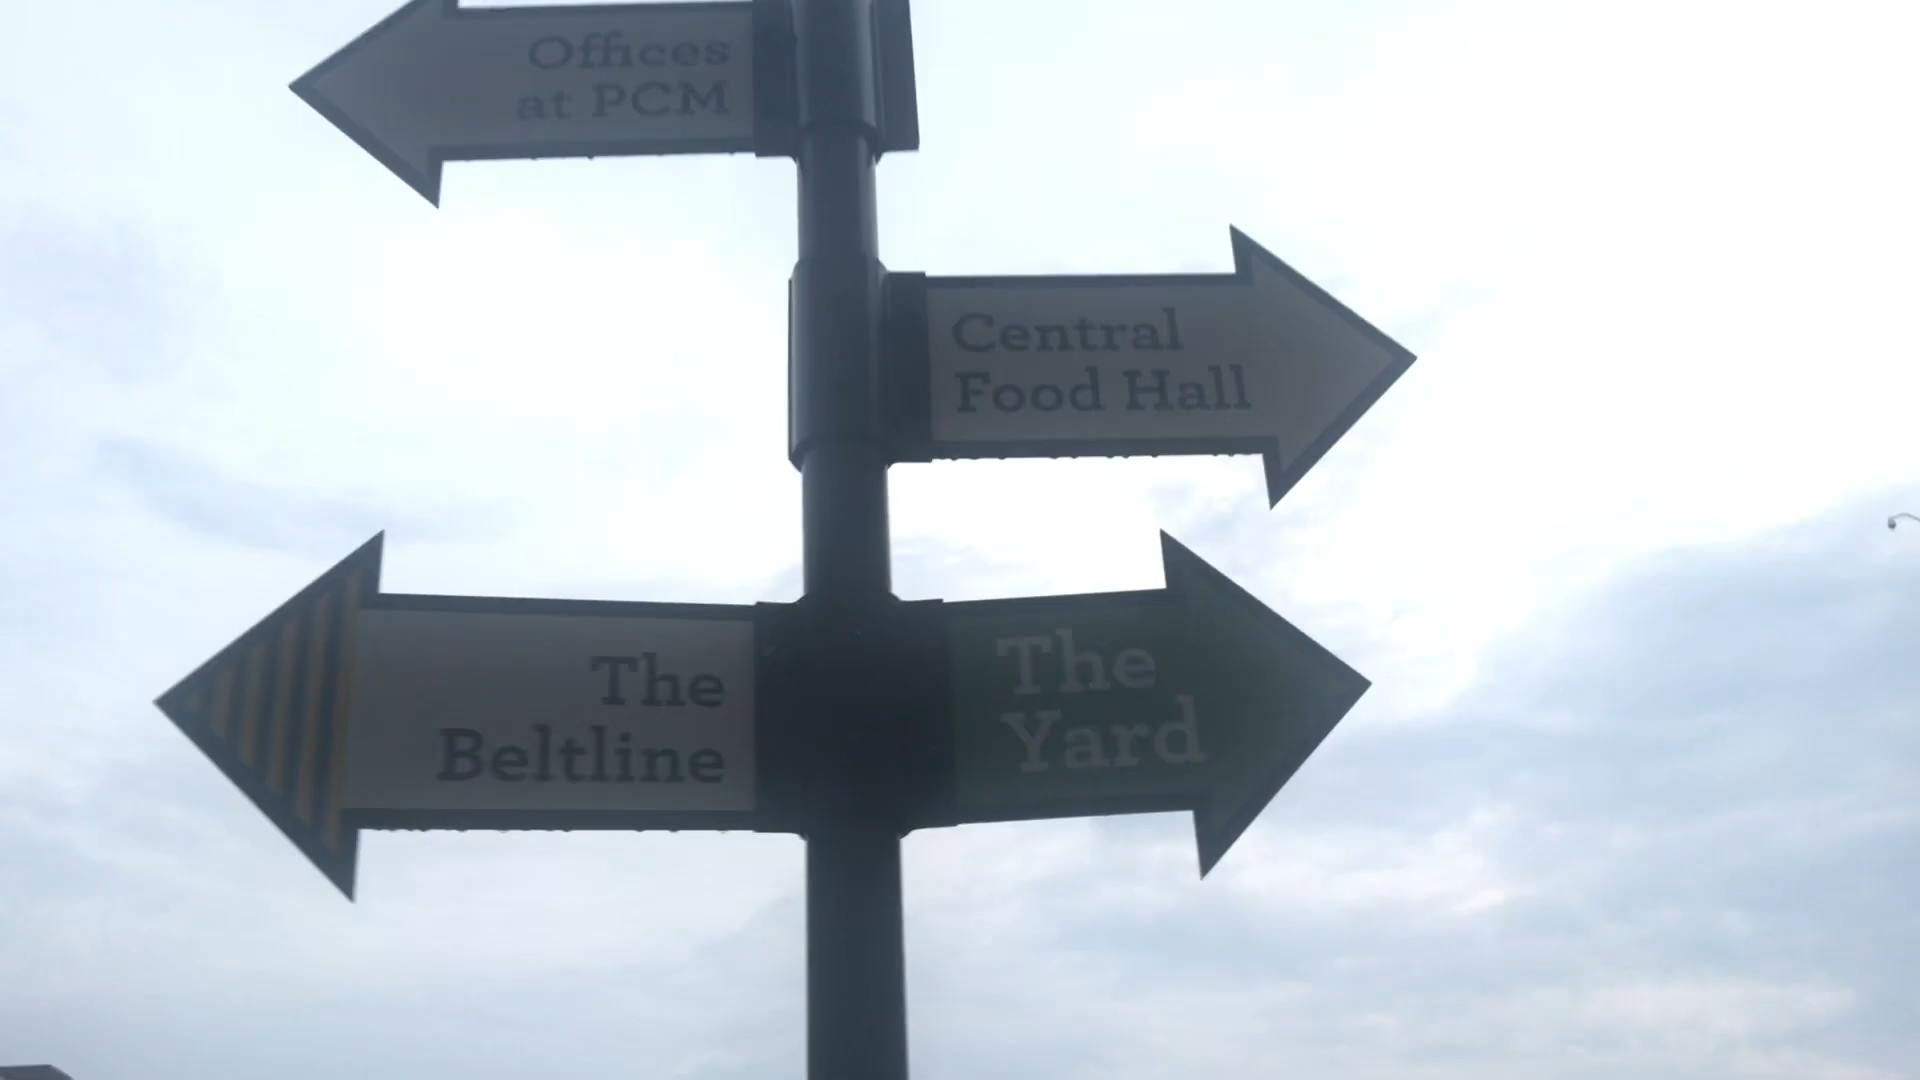 Offices
at PCM
Central
Food Hall
The
Beltline
The
Yard